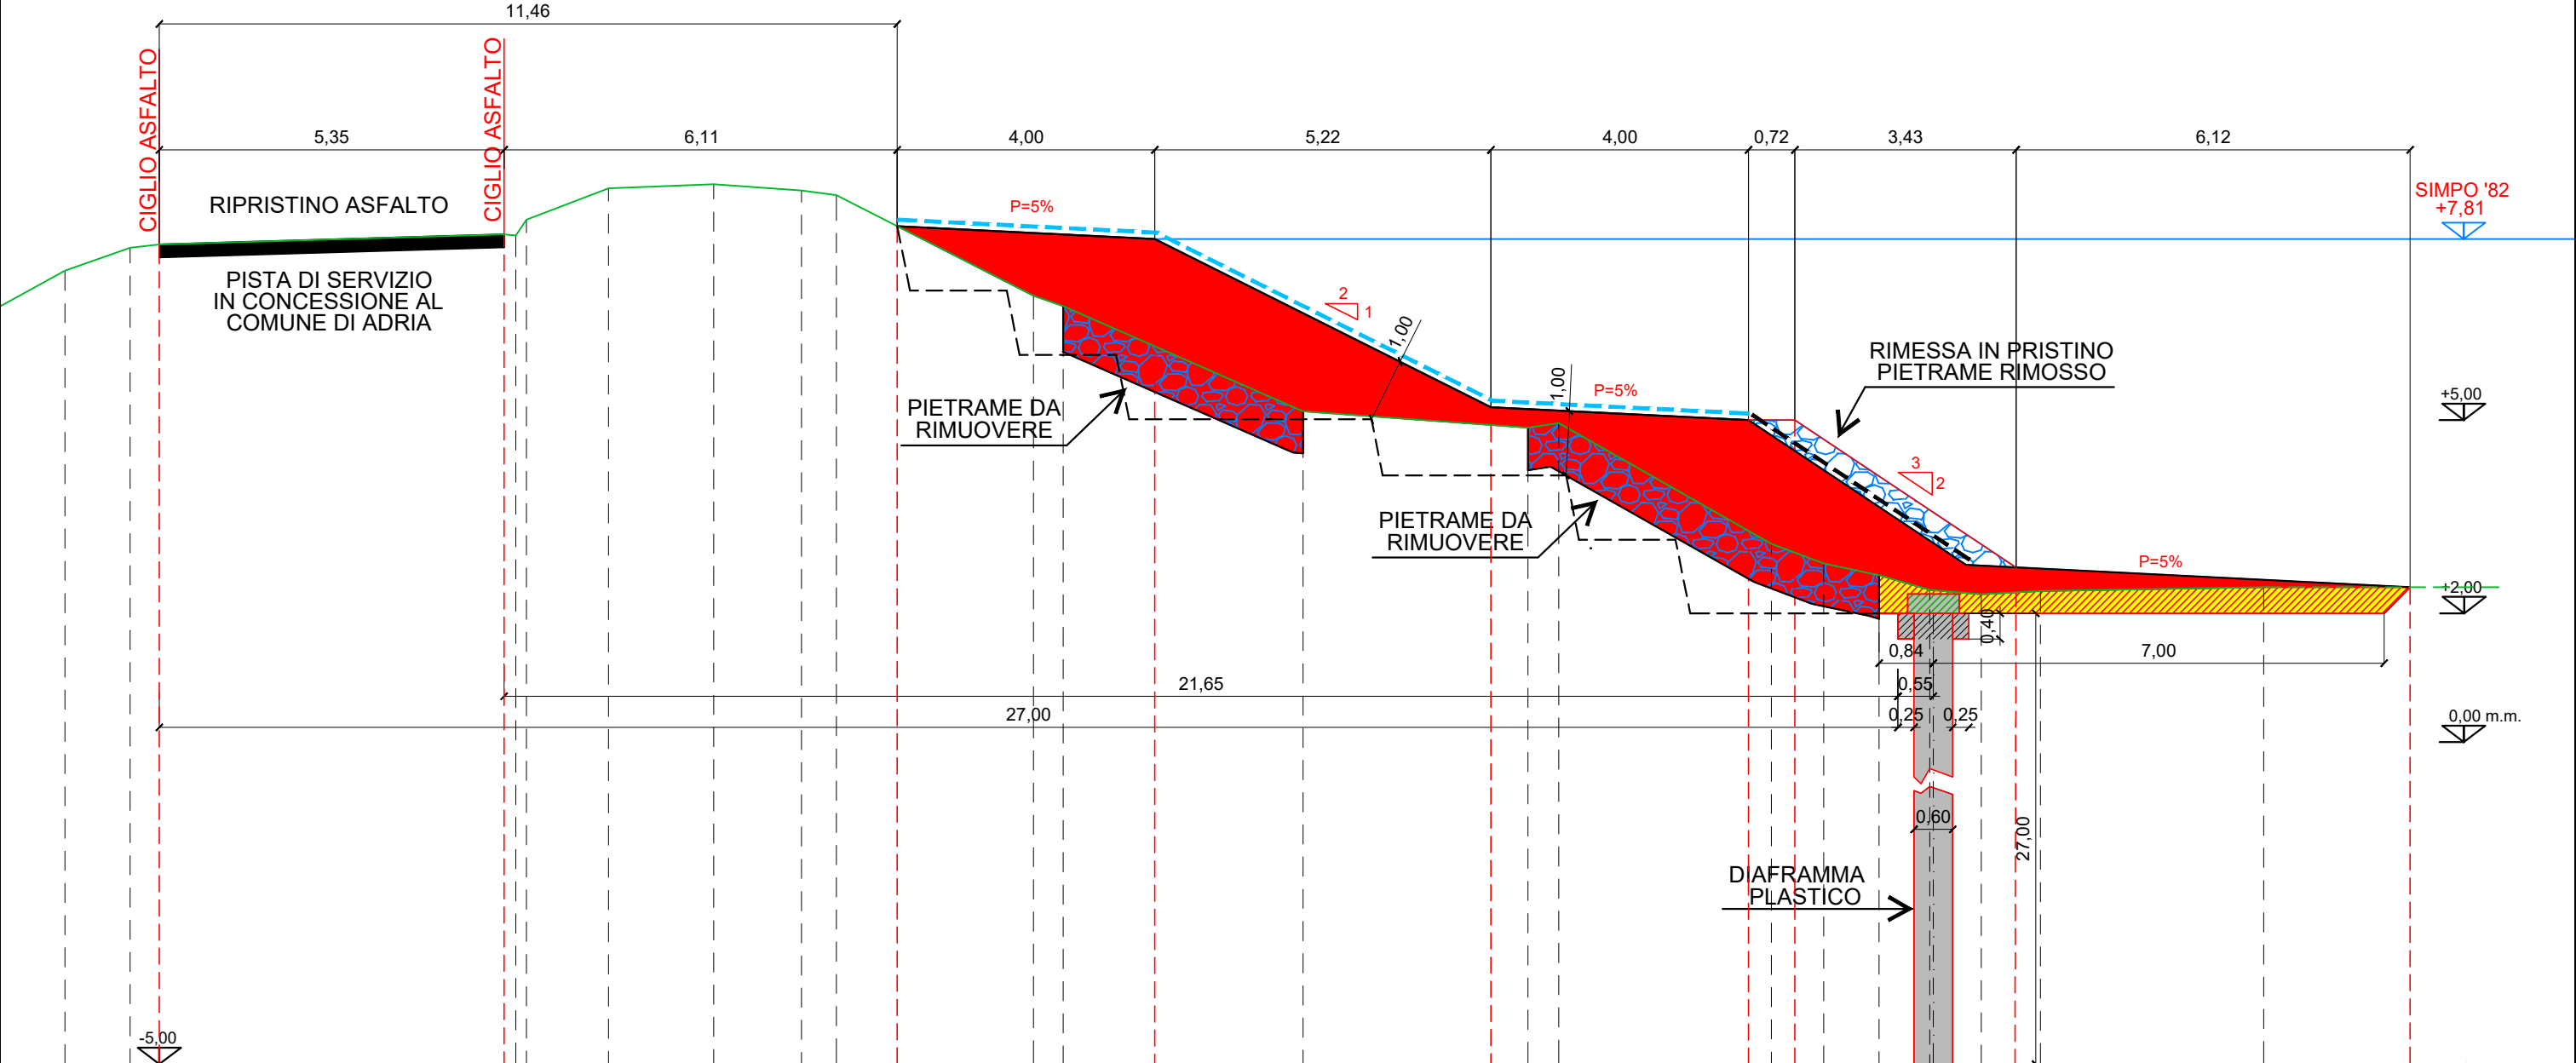 11,46
CIGLIO ASFALTO
CIGLIO ASFALTO
5,35
6,11
4,00
5,22
4,00
0,72
3,43
6,12
RIPRISTINO ASFALTO
PISTA DI SERVIZIO
IN CONCESSIONE AL
COMUNE DI ADRIA
P=5%
SIMPO '82
+7,81
2
1
1,00
1,00
P=5%
RIMESSA IN PRISTINO
PIETRAME RIMOSSO
+5,00
PIETRAME DA
RIMUOVERE
3
2
PIETRAME DA
RIMUOVERE
P=5%
+2,00
0,40
0,84
7,00
21,65
0,55
27,00
0,25
0,25
0,00 m.m.
0,60
27,00
DIAFRAMMA
PLASTICO
-5,00